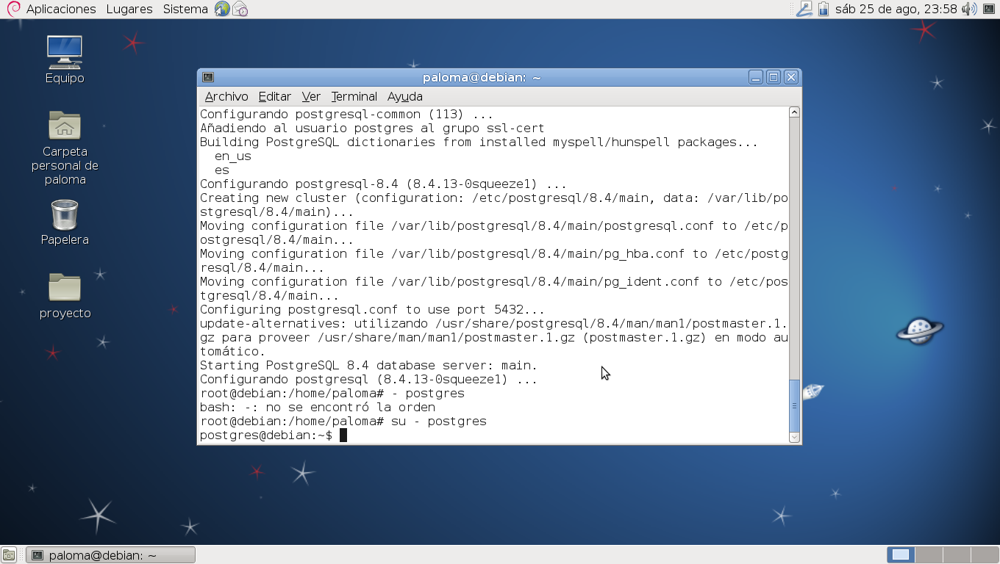 Aplicaciones Lugares Sistema
sáb 25 de ago, 23:58
Equipo
Carpeta
personal de
paloma
Papelera
proyecto
paloma@debian: ~
Archivo Editar Ver Terminal Ayuda
Configurando postgresql-common (113) ...
Añadiendo al usuario postgres al grupo ssl-cert
Building PostgreSQL dictionaries from installed myspell/hunspell packages...
  en_us
  es
Configurando postgresql-8.4 (8.4.13-0squeeze1) ...
Creating new cluster (configuration: /etc/postgresql/8.4/main, data: /var/lib/po
stgresql/8.4/main)...
Moving configuration file /var/lib/postgresql/8.4/main/postgresql.conf to /etc/p
ostgresql/8.4/main...
Moving configuration file /var/lib/postgresql/8.4/main/pg_hba.conf to /etc/postg
resql/8.4/main...
Moving configuration file /var/lib/postgresql/8.4/main/pg_ident.conf to /etc/pos
tgresql/8.4/main...
Configuring postgresql.conf to use port 5432...
update-alternatives: utilizando /usr/share/postgresql/8.4/man/man1/postmaster.1.
gz para proveer /usr/share/man/man1/postmaster.1.gz (postmaster.1.gz) en modo au
tomático.
Starting PostgreSQL 8.4 database server: main.
Configurando postgresql (8.4.13-0squeeze1) ...
root@debian:/home/paloma# - postgres
bash: -: no se encontró la orden
root@debian:/home/paloma# su - postgres
postgres@debian:~$
paloma@debian: ~